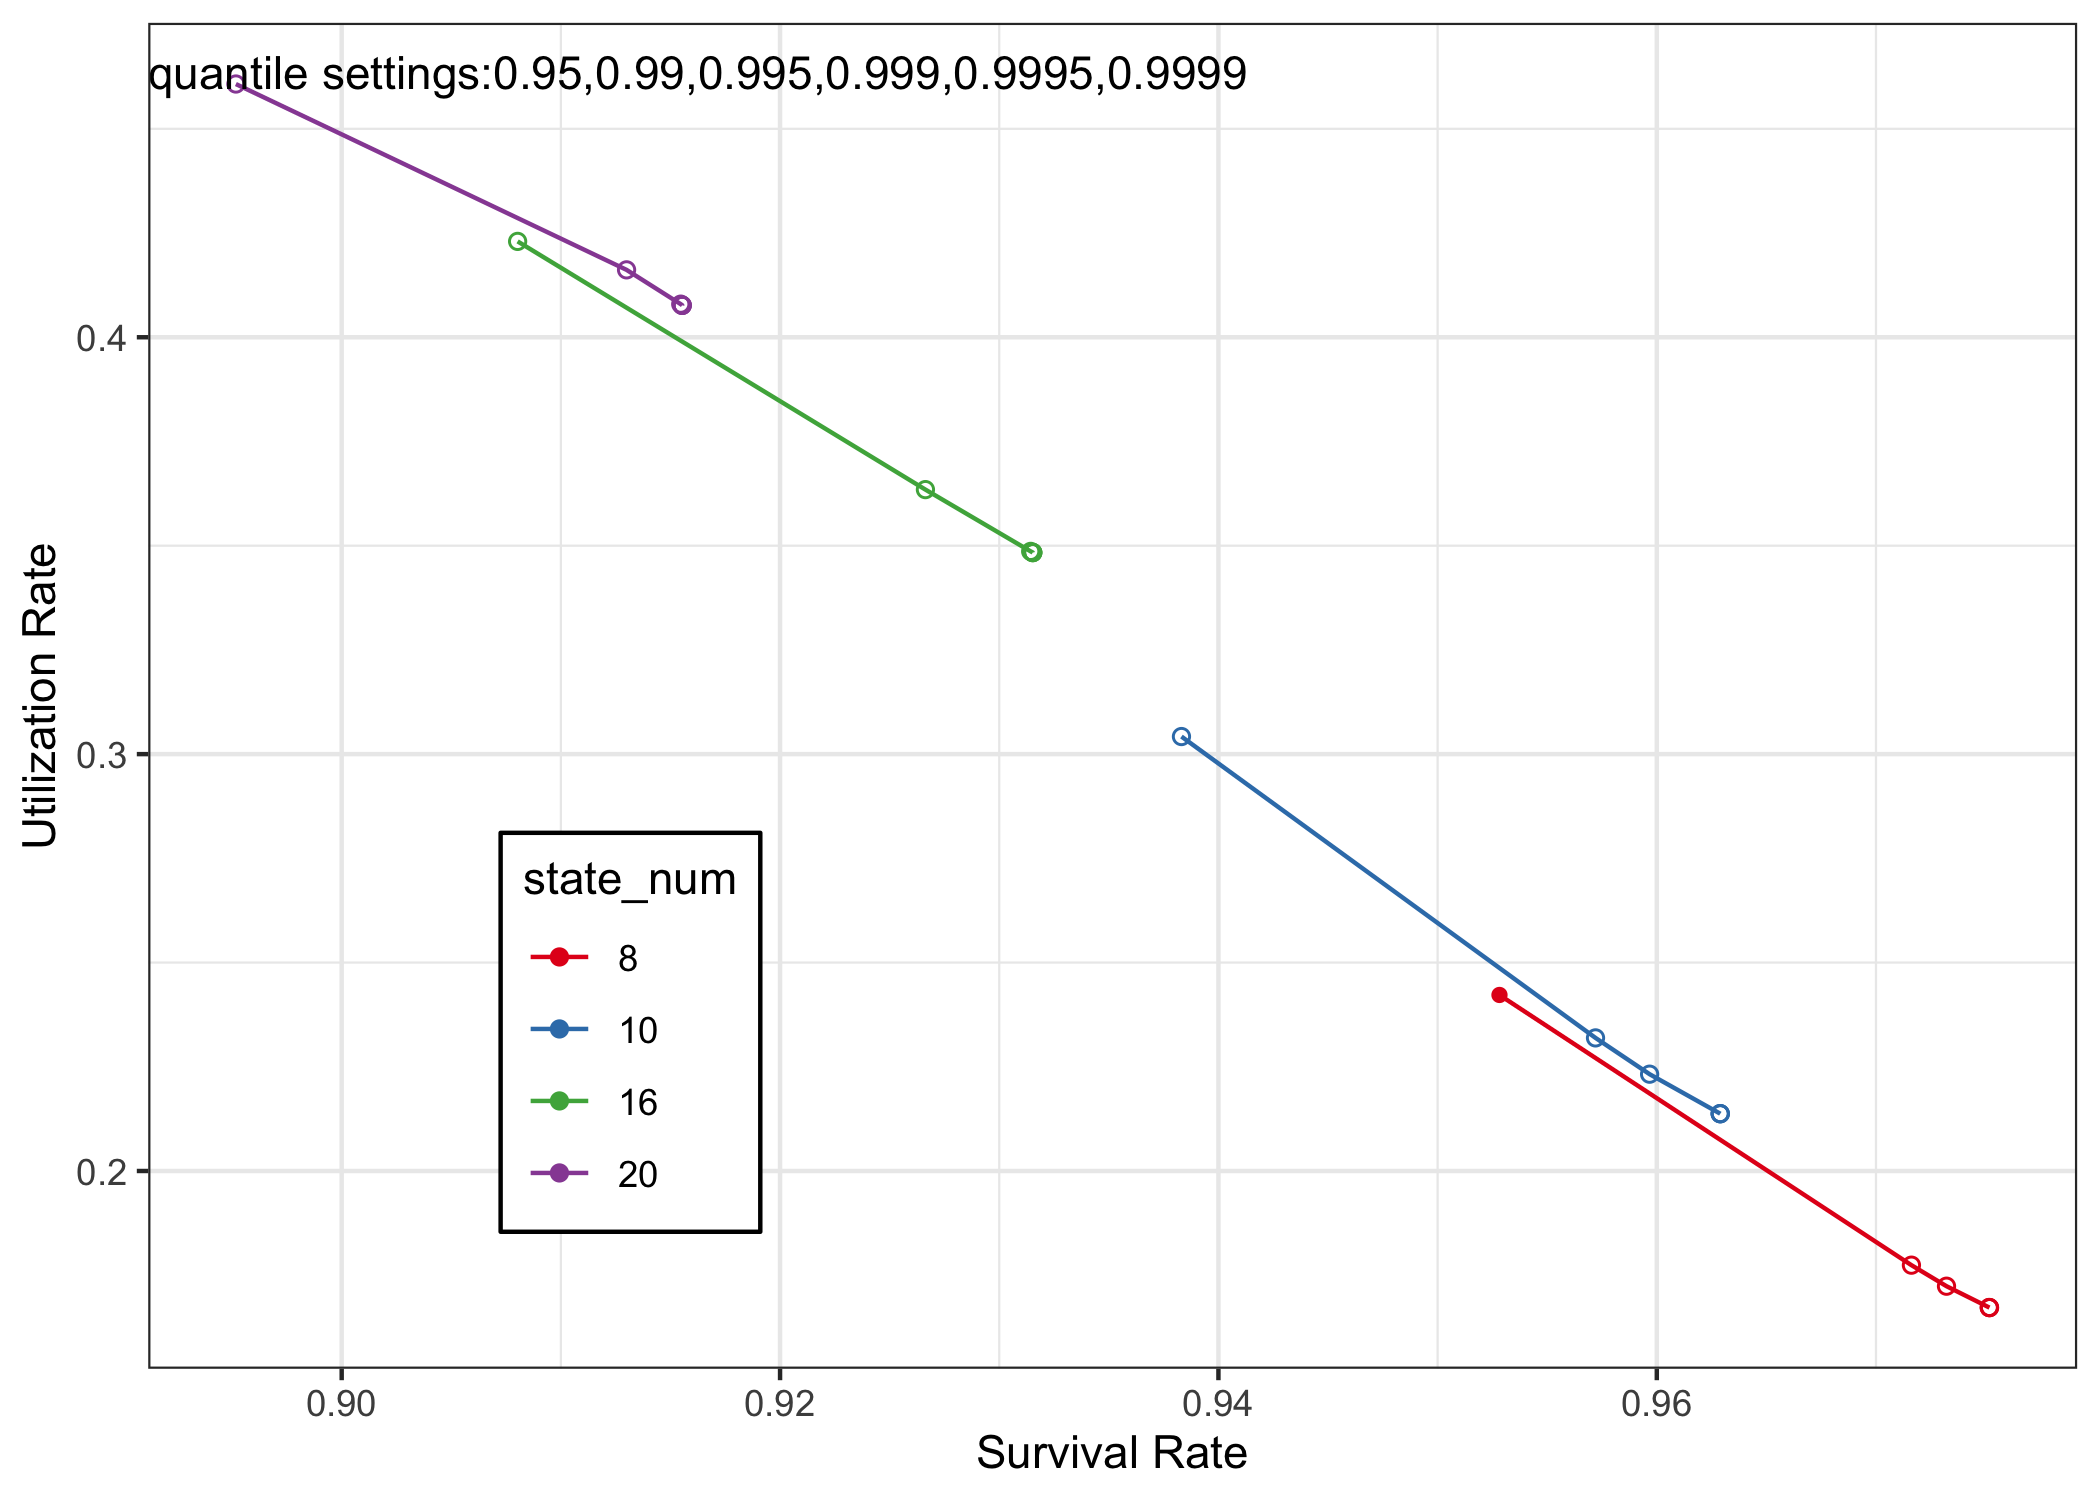 quantile settings:0.95,0.99,0.995,0.999,0.9995,0.9999
0.4
0.3
0.2
Utilization Rate
state_num
8
10
16
20
0.90 0.92 0.94 0.96
Survival Rate